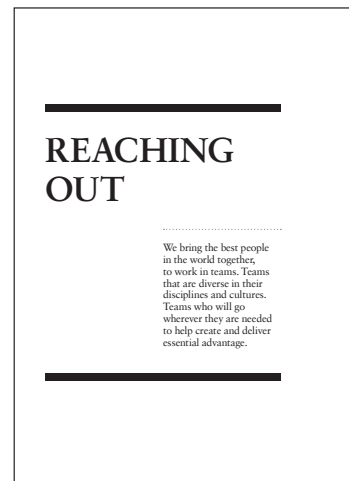 REACHING
OUT
We bring the best people
in the world together,
to work in teams. Teams
that are diverse in their
disciplines and cultures.
Teams who will go
wherever they are needed
to help create and deliver
essential advantage.